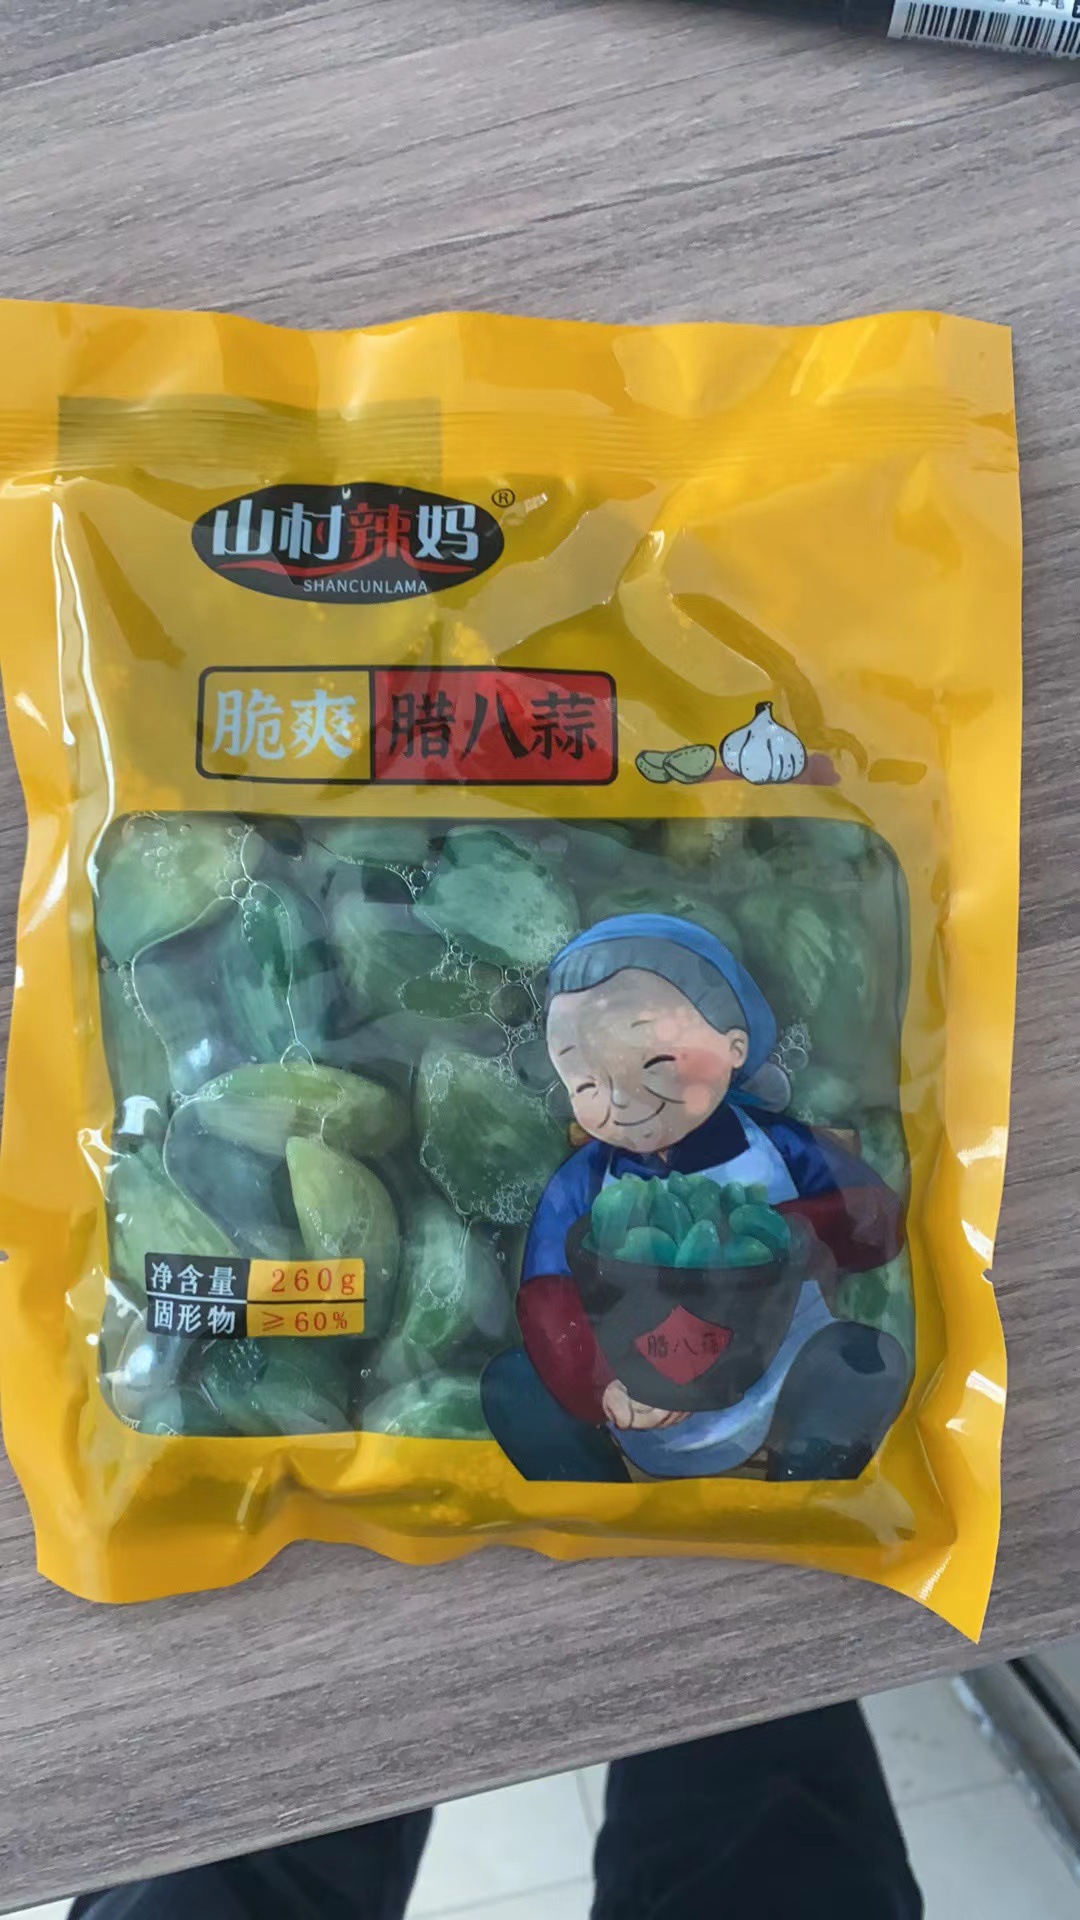 山村辣妈®
SHANCUNLAMA
脆爽 腊八蒜
净含量 260g
固形物 ≥60%
腊八蒜